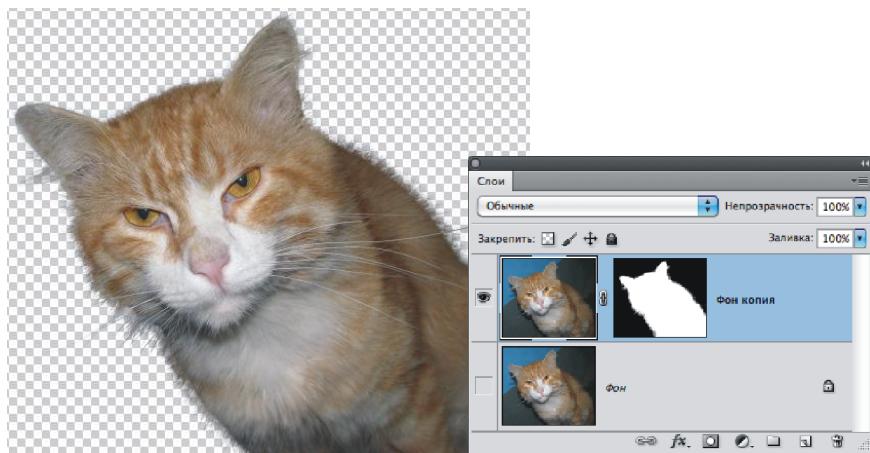 Слои
Обычные Непрозрачность: 100%
Закрепить: Заливка: 100%
Фон копия
Фон
fx.